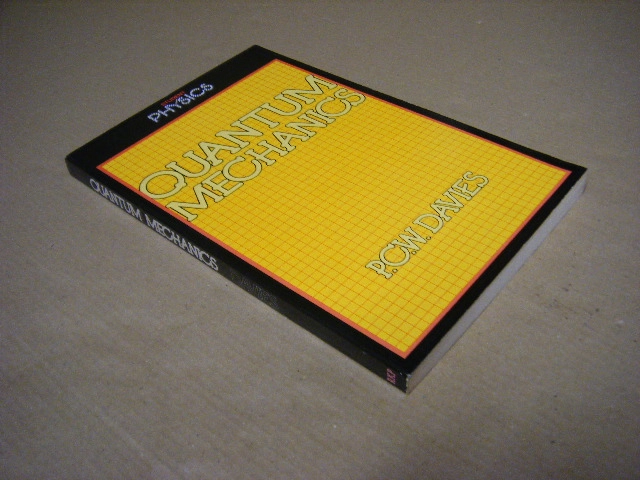 PHYSICS
QUANTUM
MECHANICS
P.C.W. DAVIES
QUANTUM MECHANICS